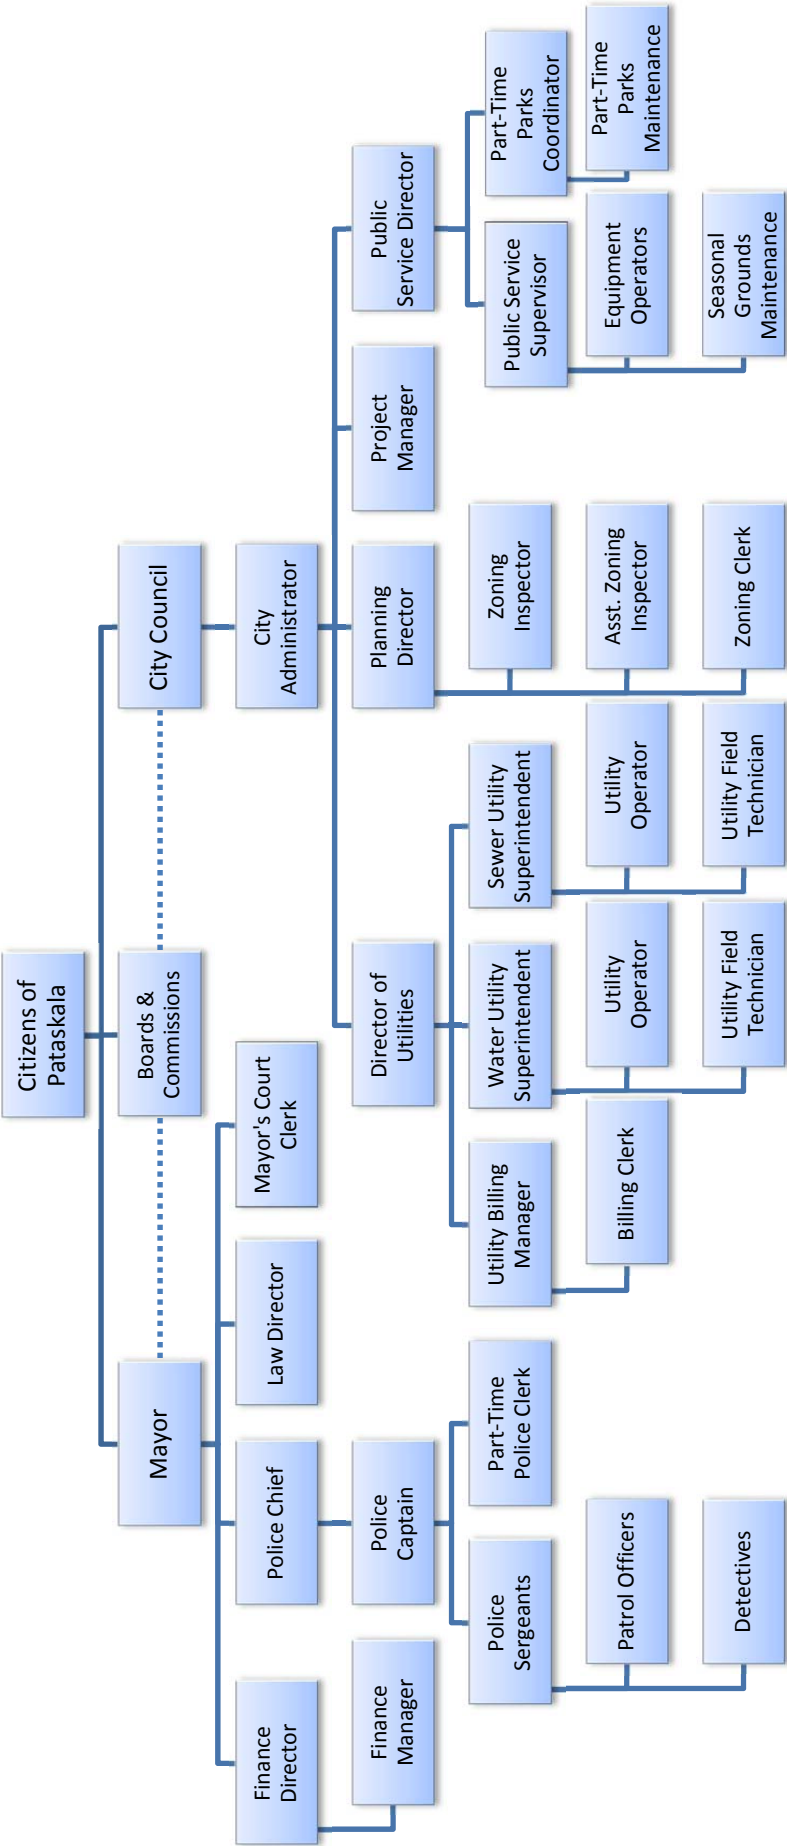 Citizens of
Pataskala
Mayor
Boards &
Commissions
City Council
Finance
Director
Police Chief
Law Director
Mayor's Court
Clerk
City
Administrator
Finance
Manager
Police
Captain
Director of
Utilities
Planning
Director
Project
Manager
Public
Service Director
Police
Sergeants
Part-Time
Police Clerk
Utility Billing
Manager
Water Utility
Superintendent
Sewer Utility
Superintendent
Zoning
Inspector
Public Service
Supervisor
Part-Time
Parks
Coordinator
Patrol Officers
Billing Clerk
Utility
Operator
Utility
Operator
Asst. Zoning
Inspector
Equipment
Operators
Part-Time
Parks
Maintenance
Detectives
Utility Field
Technician
Utility Field
Technician
Zoning Clerk
Seasonal
Grounds
Maintenance